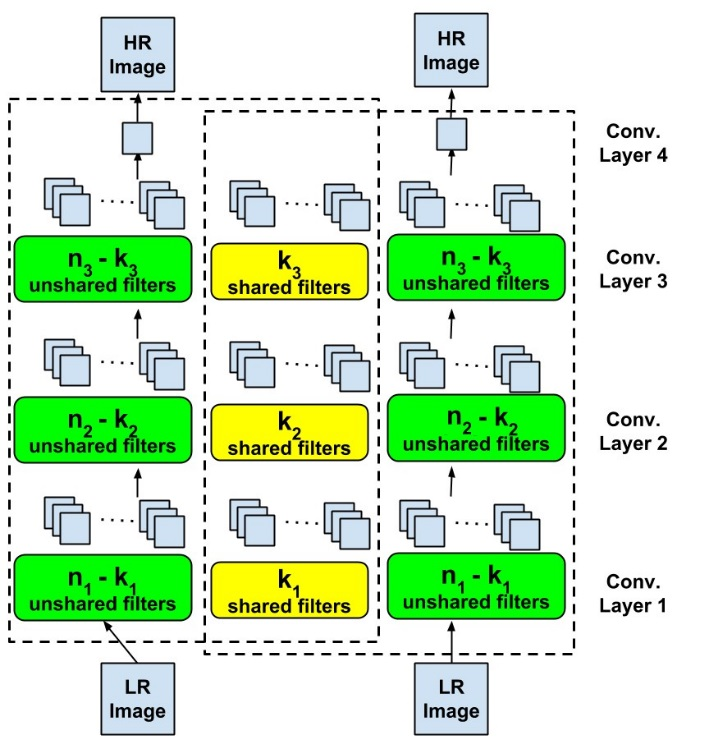 HR
Image
HR
Image
Conv.
Layer 4
n3 - k3
unshared filters
k3
shared filters
n3 - k3
unshared filters
Conv.
Layer 3
n2 - k2
unshared filters
k2
shared filters
n2 - k2
unshared filters
Conv.
Layer 2
n1 - k1
unshared filters
k1
shared filters
n1 - k1
unshared filters
Conv.
Layer 1
LR
Image
LR
Image